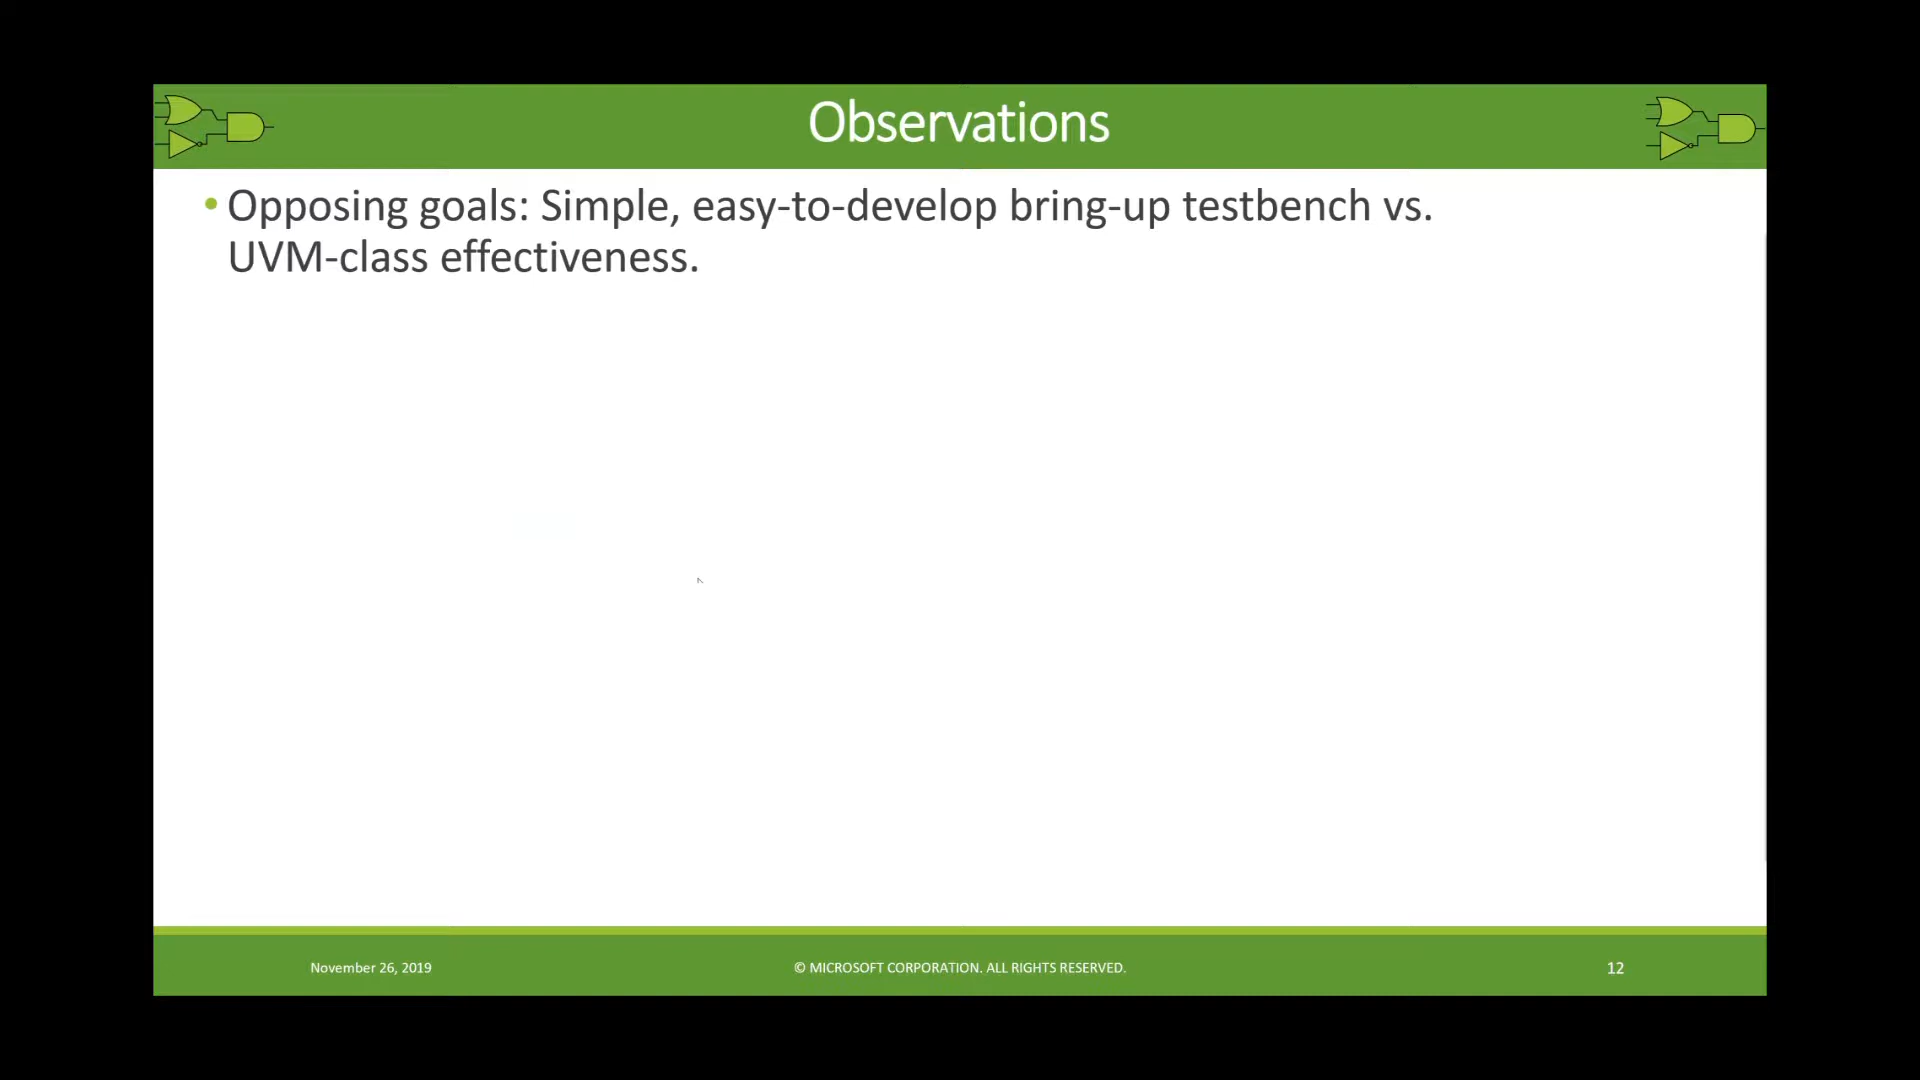 Observations
• Opposing goals: Simple, easy-to-develop bring-up testbench vs.
UVM-class effectiveness.
November 26, 2019
© MICROSOFT CORPORATION. ALL RIGHTS RESERVED.
12